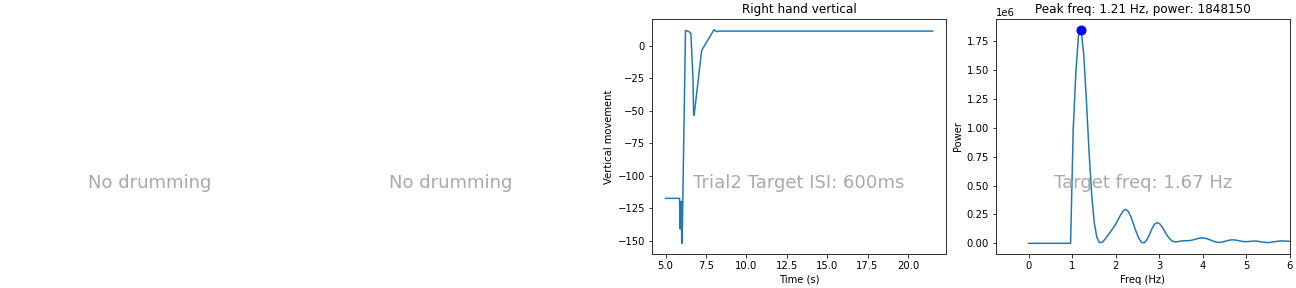 No drumming
No drumming
Right hand vertical
Vertical movement
0
−25
−50
−75
−100
−125
−150
Trial2 Target ISI: 600ms
5.0 7.5 10.0 12.5 15.0 17.5 20.0
Time (s)
Peak freq: 1.21 Hz, power: 1848150
1e6
Power
1.75
1.50
1.25
1.00
0.75
0.50
0.25
0.00
Target freq: 1.67 Hz
0 1 2 3 4 5 6
Freq (Hz)